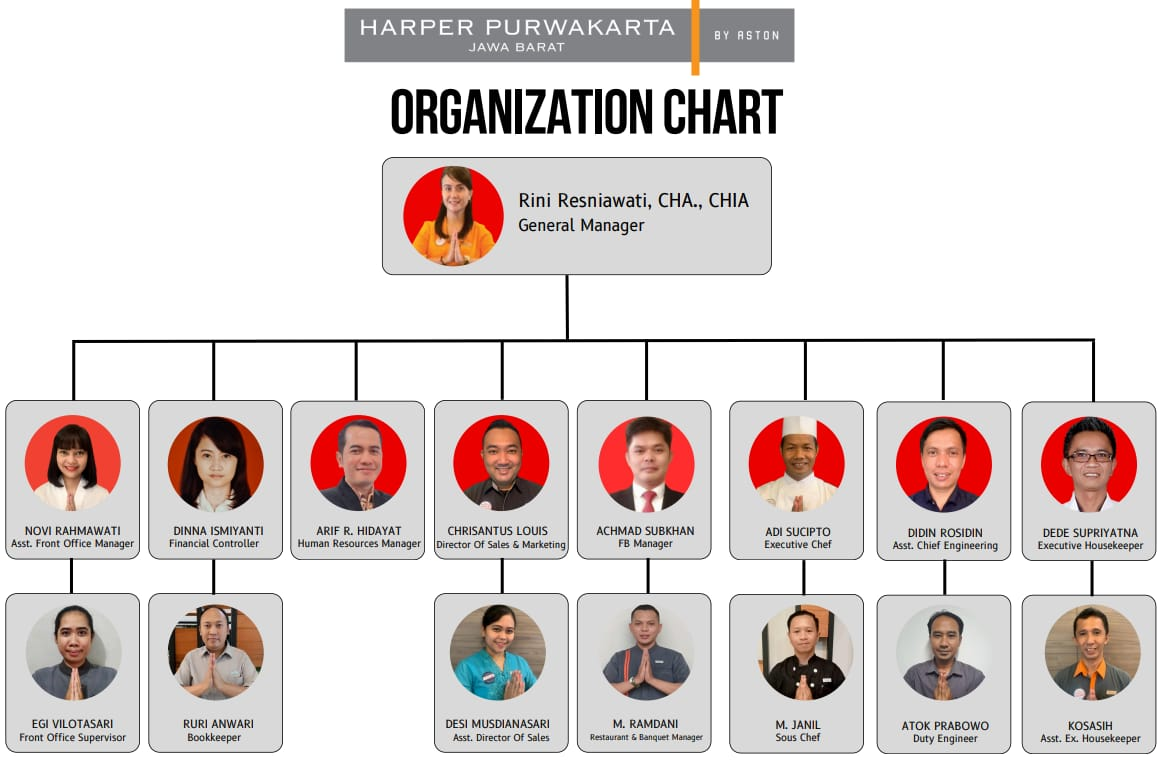 HARPER PURWAKARTA
JAWA BARAT
BY ASTON
ORGANIZATION CHART
Rini Resniawati, CHA., CHIA
General Manager
NOVI RAHMAWATI
Asst. Front Office Manager
DINNA ISMIYANTI
Financial Controller
ARIF R. HIDAYAT
Human Resources Manager
CHRISANTUS LOUIS
Director Of Sales & Marketing
ACHMAD SUBKHAN
FB Manager
ADI SUCIPTO
Executive Chef
DIDIN ROSIDIN
Asst. Chief Engineering
DEDE SUPRIYATNA
Executive Housekeeper
EGI VILOTASARI
Front Office Supervisor
RURI ANWARI
Bookkeeper
DESI MUSDIANASARI
Asst. Director Of Sales
M. RAMDANI
Restaurant & Banquet Manager
M. JANIL
Sous Chef
ATOK PRABOWO
Duty Engineer
KOSASIH
Asst. Ex. Housekeeper